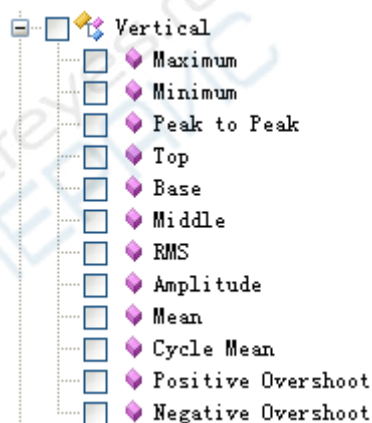 Vertical
Maximum
Minimum
Peak to Peak
Top
Base
Middle
RMS
Amplitude
Mean
Cycle Mean
Positive Overshoot
Negative Overshoot